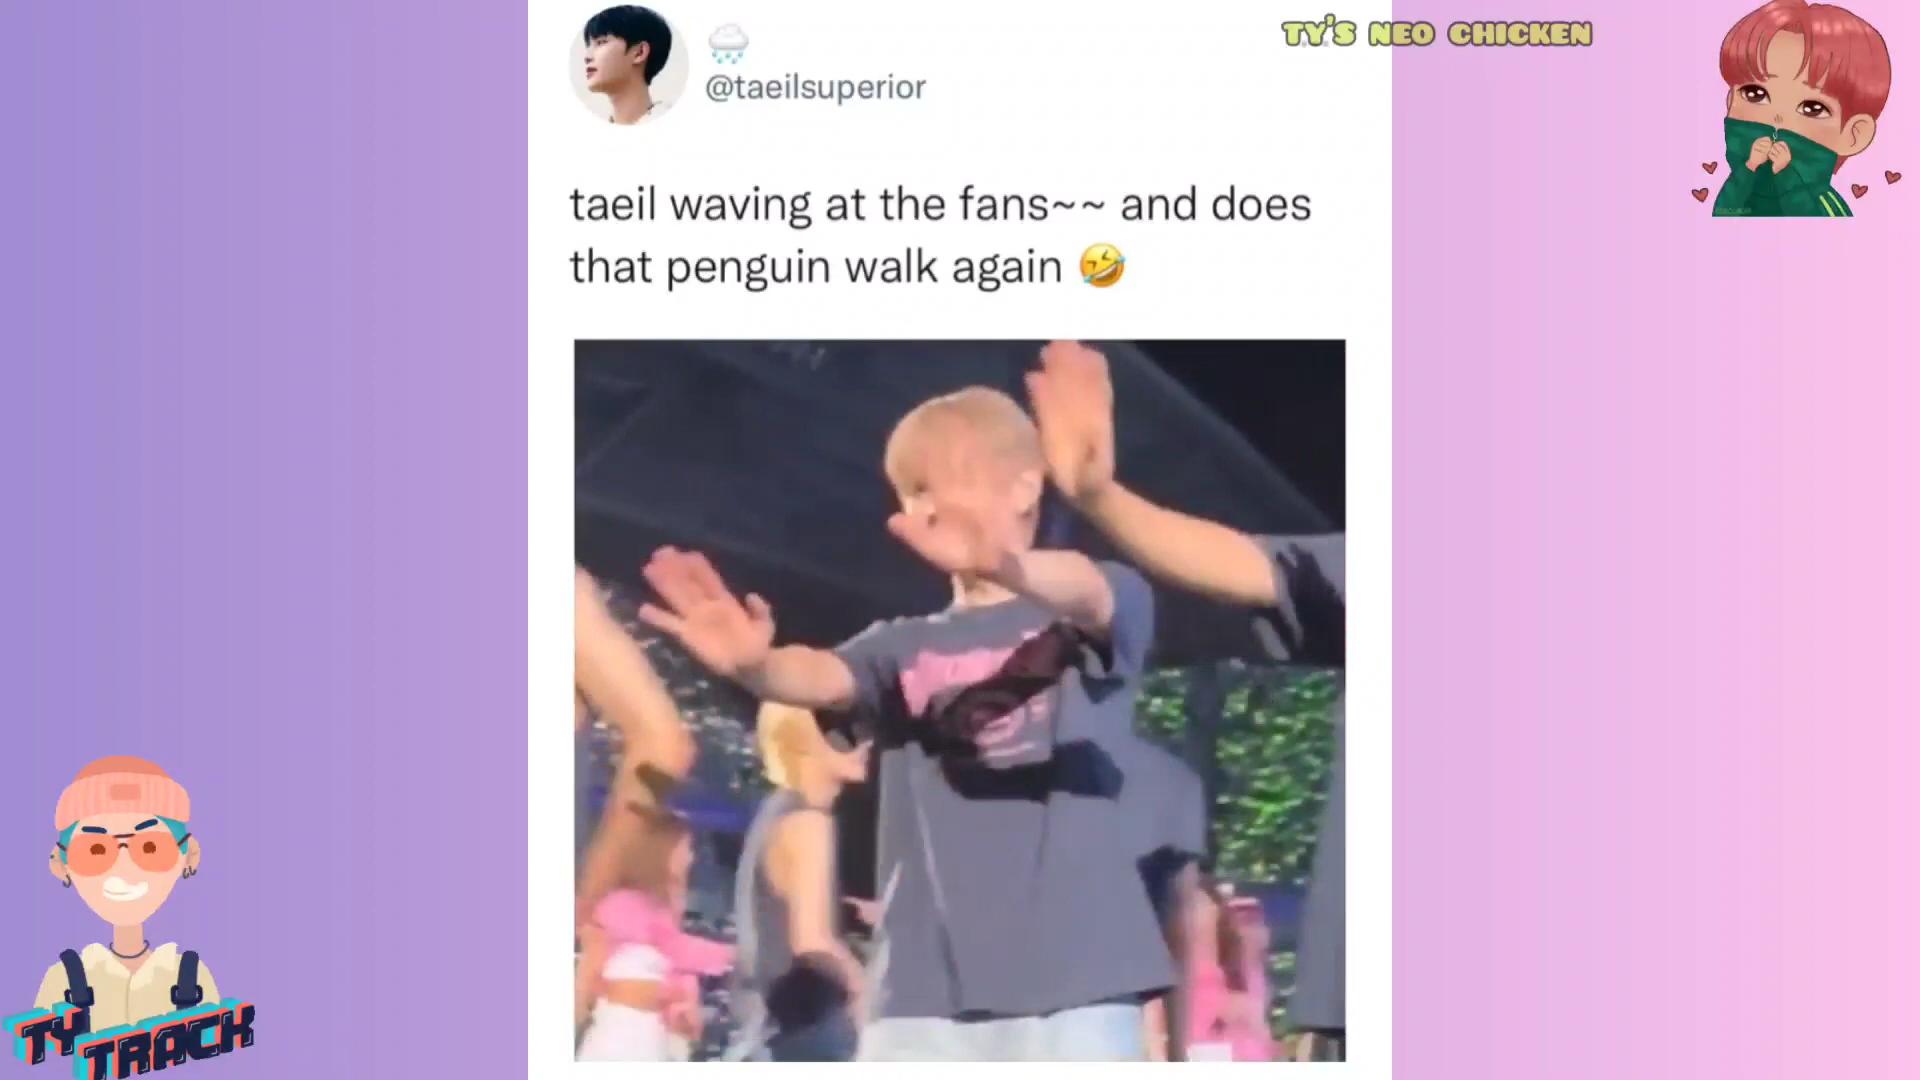 TY'S NEO CHICKEN
@taeilsuperior
taeil waving at the fans~~ and does
that penguin walk again 🤣
TY
TRACK